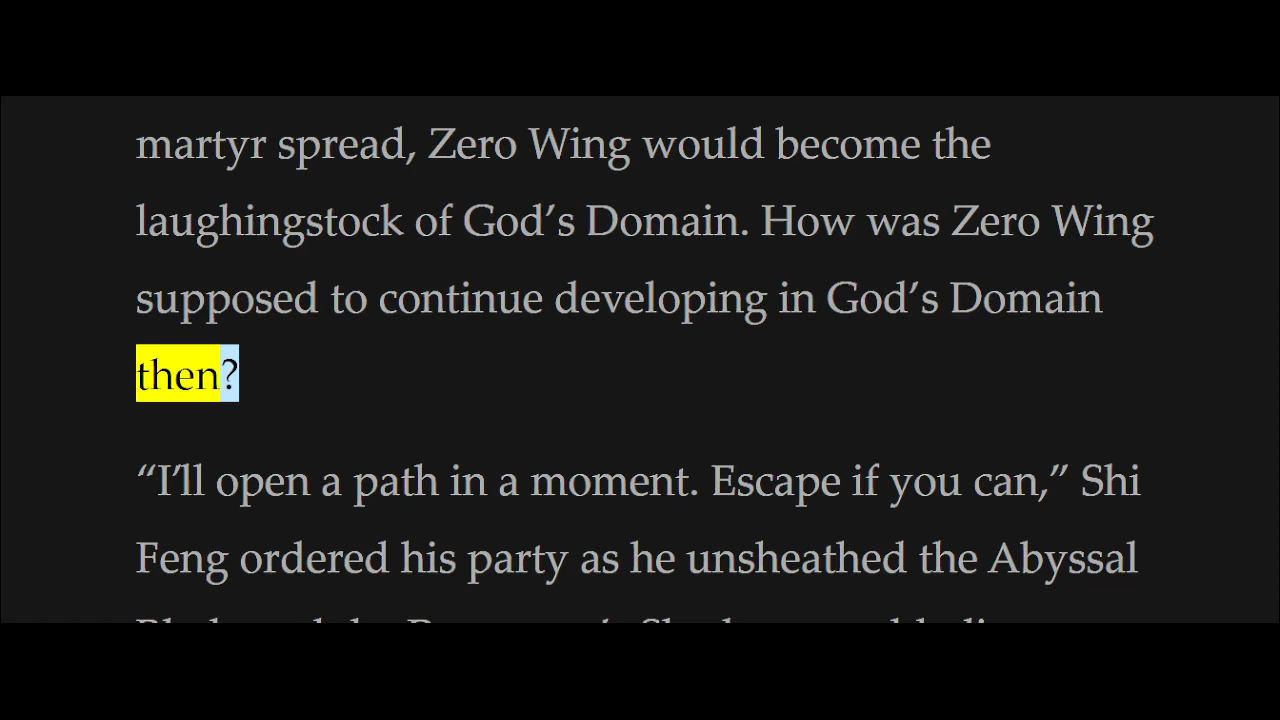 martyr spread, Zero Wing would become the
laughingstock of God’s Domain. How was Zero Wing
supposed to continue developing in God’s Domain
then?
“I’ll open a path in a moment. Escape if you can,” Shi
Feng ordered his party as he unsheathed the Abyssal